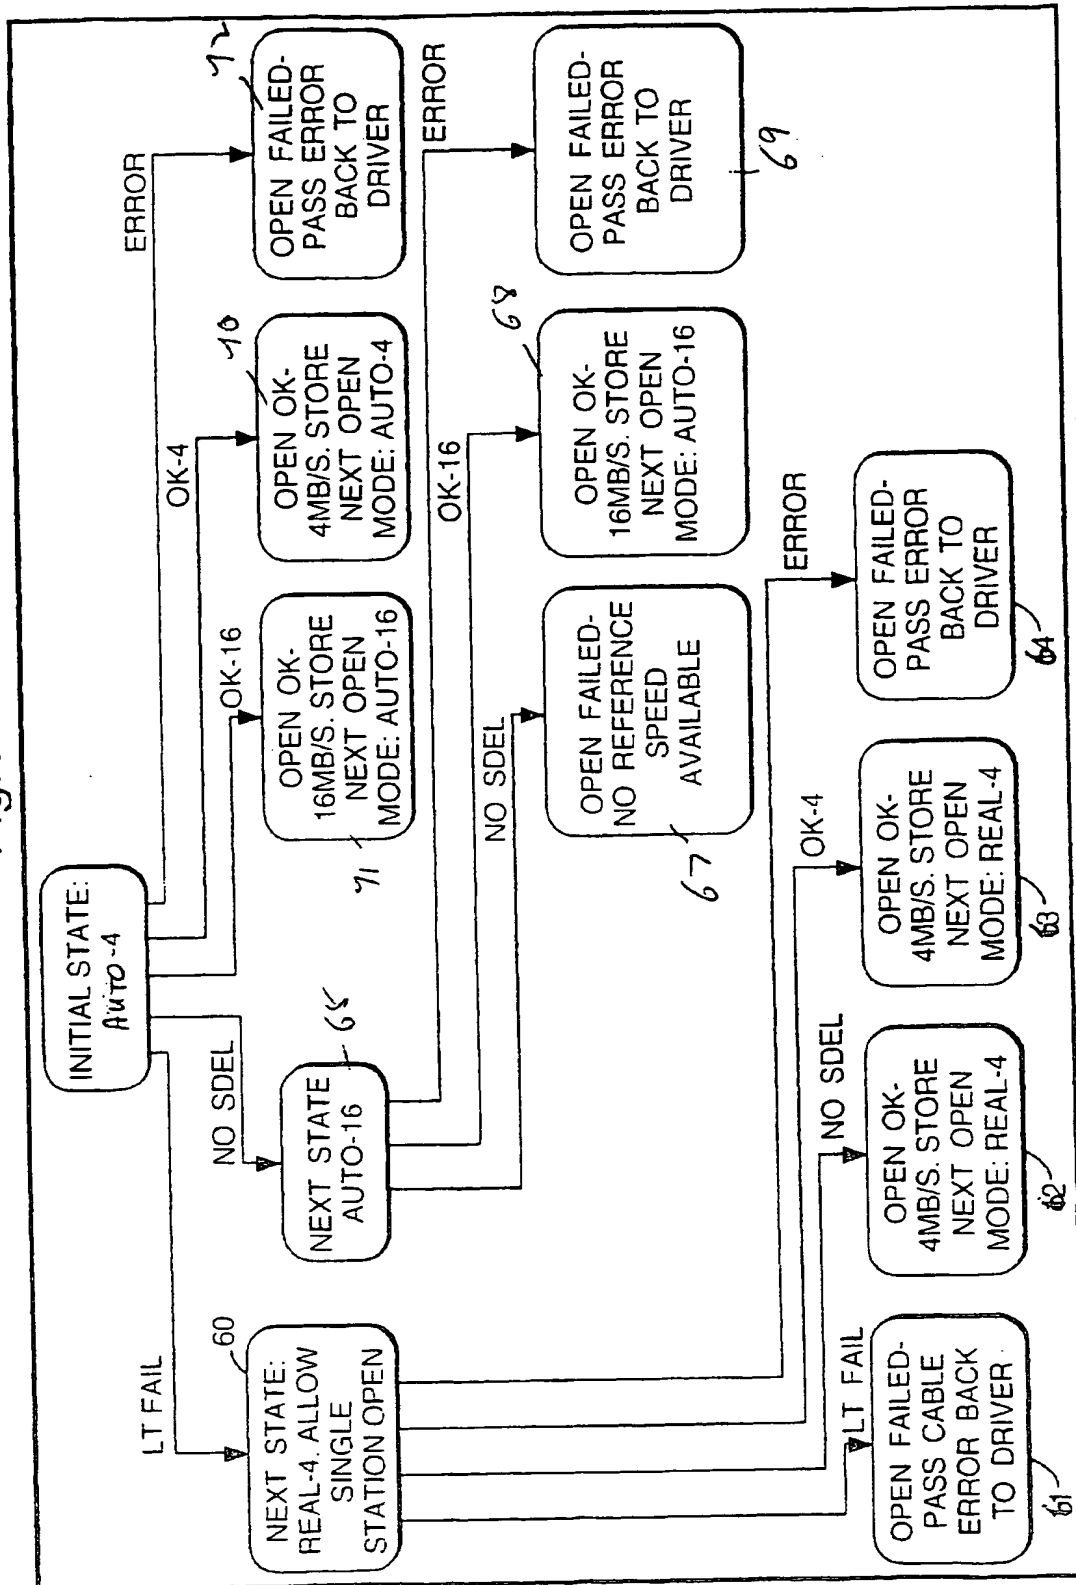 INITIAL STATE:
AUTO-4
LT FAIL
NO SDEL
OK-16
OK-4
ERROR
60
NEXT STATE:
REAL-4. ALLOW
SINGLE
STATION OPEN
NEXT STATE
AUTO-16
65
OPEN OK-
16MB/S. STORE
NEXT OPEN
MODE: AUTO-16
71
OPEN OK-
4MB/S. STORE
NEXT OPEN
MODE: AUTO-4
70
OPEN FAILED-
PASS ERROR
BACK TO
DRIVER
72
NO SDEL
OK-16
ERROR
OPEN FAILED-
NO REFERENCE
SPEED
AVAILABLE
67
OPEN OK-
16MB/S. STORE
NEXT OPEN
MODE: AUTO-16
68
OPEN FAILED-
PASS ERROR
BACK TO
DRIVER
69
LT FAIL
NO SDEL
OK-4
ERROR
OPEN FAILED-
PASS CABLE
ERROR BACK
TO DRIVER
61
OPEN OK-
4MB/S. STORE
NEXT OPEN
MODE: REAL-4
62
OPEN OK-
4MB/S. STORE
NEXT OPEN
MODE: REAL-4
63
OPEN FAILED-
PASS ERROR
BACK TO
DRIVER
64